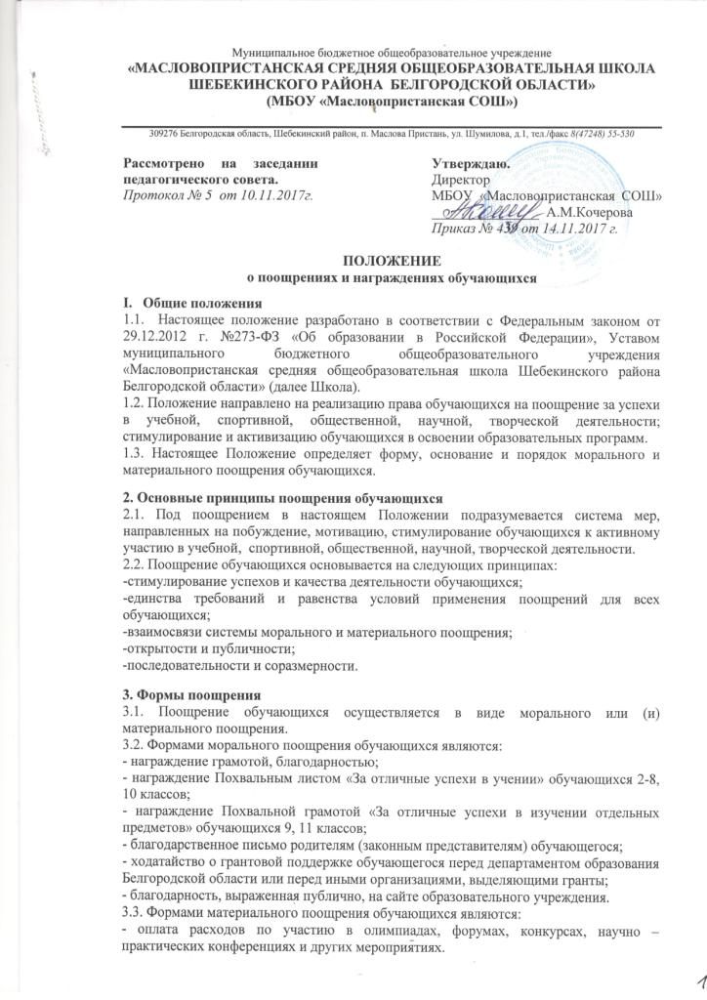 Муниципальное бюджетное общеобразовательное учреждение
«МАСЛОВОПРИСТАНСКАЯ СРЕДНЯЯ ОБЩЕОБРАЗОВАТЕЛЬНАЯ ШКОЛА
ШЕБЕКИНСКОГО РАЙОНА БЕЛГОРОДСКОЙ ОБЛАСТИ»
(МБОУ «Масловопристанская СОШ»)
309276 Белгородская область, Шебекинский район, п. Маслова Пристань, ул. Шумилова, д.1, тел./факс 8(47248) 55-530
Рассмотрено на заседании
педагогического совета.
Протокол № 5 от 10.11.2017г.
Утверждаю.
Директор
МБОУ «Масловопристанская СОШ»
А.М.Кочерова
Приказ № 439 от 14.11.2017 г.
ПОЛОЖЕНИЕ
о поощрениях и награждениях обучающихся
I. Общие положения
1.1. Настоящее положение разработано в соответствии с Федеральным законом от
29.12.2012 г. №273-ФЗ «Об образовании в Российской Федерации», Уставом
муниципального бюджетного общеобразовательного учреждения
«Масловопристанская средняя общеобразовательная школа Шебекинского района
Белгородской области» (далее Школа).
1.2. Положение направлено на реализацию права обучающихся на поощрение за успехи
в учебной, спортивной, общественной, научной, творческой деятельности;
стимулирование и активизацию обучающихся в освоении образовательных программ.
1.3. Настоящее Положение определяет форму, основание и порядок морального и
материального поощрения обучающихся.
2. Основные принципы поощрения обучающихся
2.1. Под поощрением в настоящем Положении подразумевается система мер,
направленных на побуждение, мотивацию, стимулирование обучающихся к активному
участию в учебной, спортивной, общественной, научной, творческой деятельности.
2.2. Поощрение обучающихся основывается на следующих принципах:
-стимулирование успехов и качества деятельности обучающихся;
-единства требований и равенства условий применения поощрений для всех
обучающихся;
-взаимосвязи системы морального и материального поощрения;
-открытости и публичности;
-последовательности и соразмерности.
3. Формы поощрения
3.1. Поощрение обучающихся осуществляется в виде морального или (и)
материального поощрения.
3.2. Формами морального поощрения обучающихся являются:
- награждение грамотой, благодарностью;
- награждение Похвальным листом «За отличные успехи в учении» обучающихся 2-8,
10 классов;
- награждение Похвальной грамотой «За отличные успехи в изучении отдельных
предметов» обучающихся 9, 11 классов;
- благодарственное письмо родителям (законным представителям) обучающегося;
- ходатайство о грантовой поддержке обучающегося перед департаментом образования
Белгородской области или перед иными организациями, выделяющими гранты;
- благодарность, выраженная публично, на сайте образовательного учреждения.
3.3. Формами материального поощрения обучающихся являются:
- оплата расходов по участию в олимпиадах, форумах, конкурсах, научно –
практических конференциях и других мероприятиях.
1